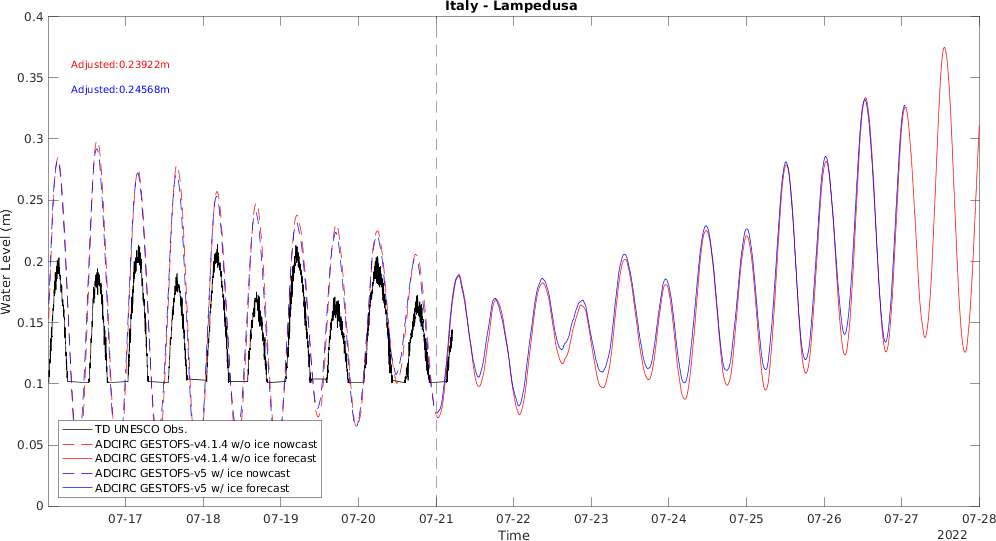 Italy - Lampedusa
0.4
0.35
0.3
0.25
0.2
0.15
0.1
0.05
0
Water Level (m)
Adjusted:0.23922m
Adjusted:0.24568m
TD UNESCO Obs.
ADCIRC GESTOFS-v4.1.4 w/o ice nowcast
ADCIRC GESTOFS-v4.1.4 w/o ice forecast
ADCIRC GESTOFS-v5 w/ ice nowcast
ADCIRC GESTOFS-v5 w/ ice forecast
07-17 07-18 07-19 07-20 07-21 07-22 07-23 07-24 07-25 07-26 07-27 07-28
Time
2022